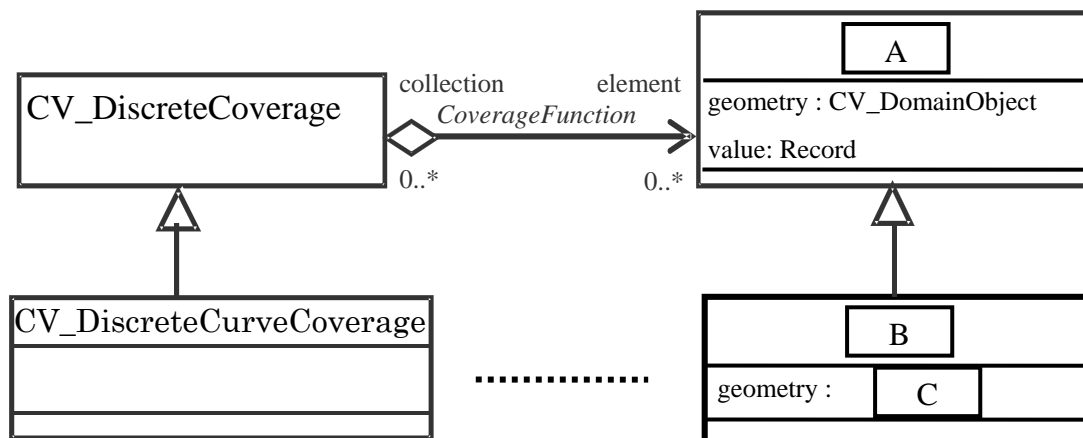 A
CV_DiscreteCoverage
collection
element
CoverageFunction
geometry : CV_DomainObject
value: Record
0..*
0..*
CV_DiscreteCurveCoverage
B
geometry :
C